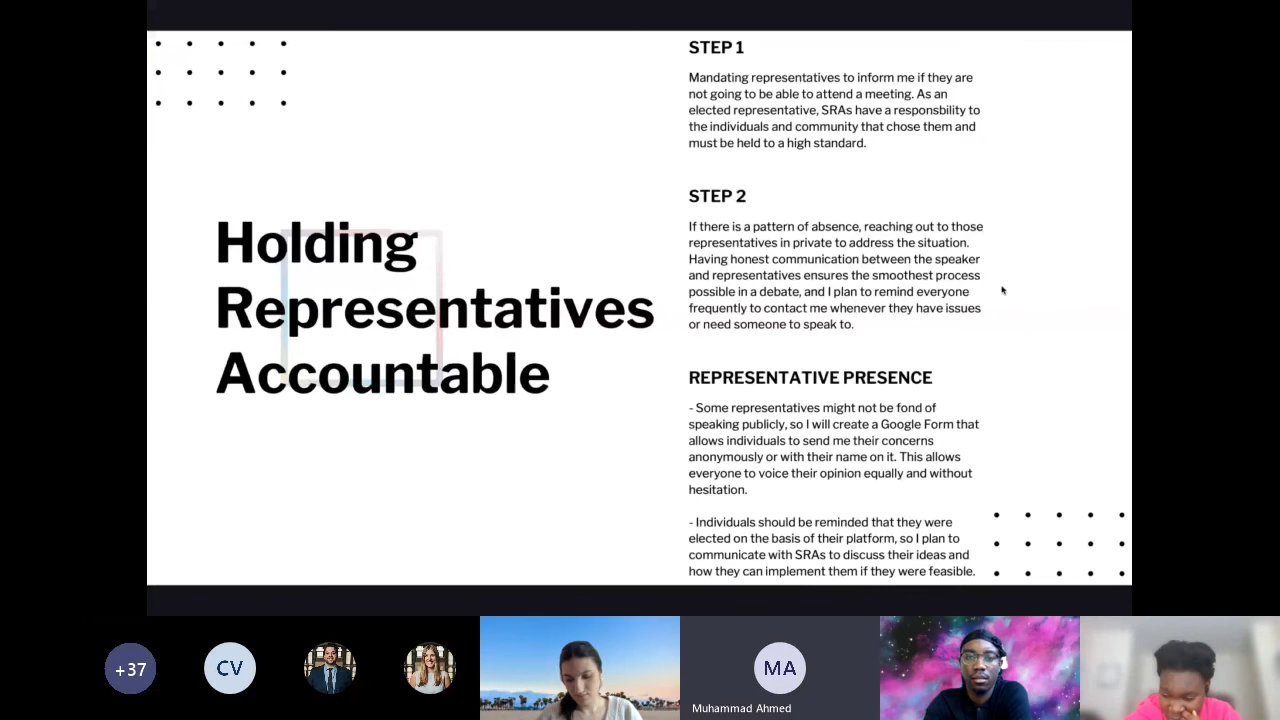 Holding
Representatives
Accountable
STEP 1
Mandating representatives to inform me if they are
not going to be able to attend a meeting. As an
elected representative, SRAs have a responsbility to
the individuals and community that chose them and
must be held to a high standard.
STEP 2
If there is a pattern of absence, reaching out to those
representatives in private to address the situation.
Having honest communication between the speaker
and representatives ensures the smoothest process
possible in a debate, and I plan to remind everyone
frequently to contact me whenever they have issues
or need someone to speak to.
REPRESENTATIVE PRESENCE
- Some representatives might not be fond of
speaking publicly, so I will create a Google Form that
allows individuals to send me their concerns
anonymously or with their name on it. This allows
everyone to voice their opinion equally and without
hesitation.
- Individuals should be reminded that they were
elected on the basis of their platform, so I plan to
communicate with SRAs to discuss their ideas and
how they can implement them if they were feasible.
+37
CV
MA
Muhammad Ahmed